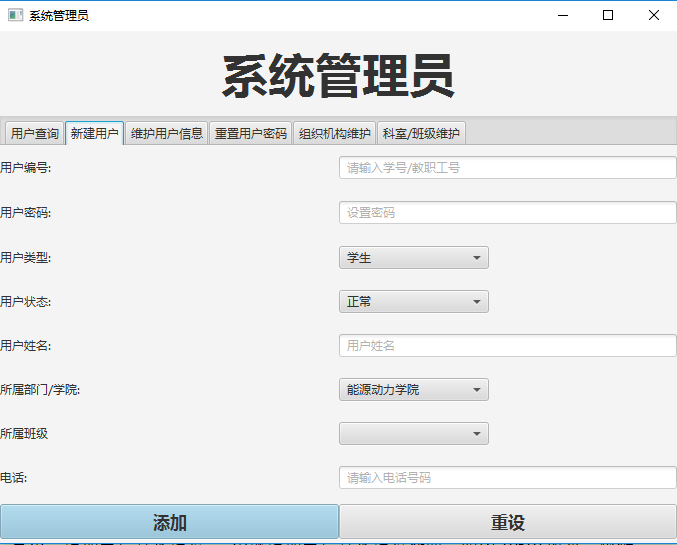 系统管理员
系统管理员
用户查询 新建用户 维护用户信息 重置用户密码 组织机构维护 科室/班级维护
用户编号: 请输入学号/教职工号
用户密码: 设置密码
用户类型: 学生
用户状态: 正常
用户姓名: 用户姓名
所属部门/学院: 能源动力学院
所属班级
电话: 请输入电话号码
添加 重设